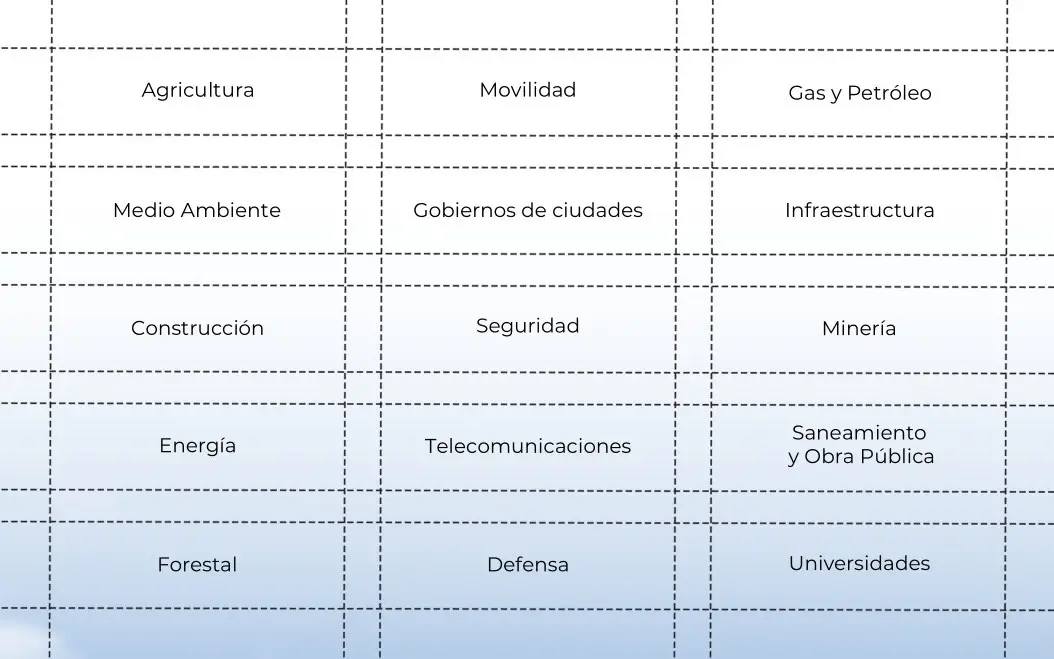 Agricultura
Movilidad
Gas y Petróleo
Medio Ambiente
Gobiernos de ciudades
Infraestructura
Construcción
Seguridad
Minería
Energía
Telecomunicaciones
Saneamiento
y Obra Pública
Forestal
Defensa
Universidades